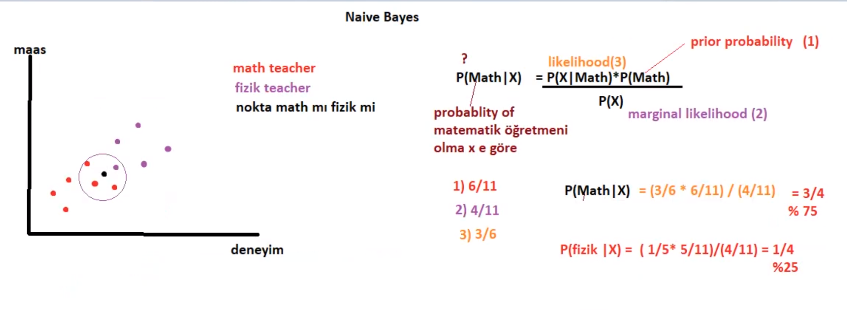 Naive Bayes
maas
math teacher
fizik teacher
nokta math mı fizik mi
deneyim
prior probability (1)
?
likelihood(3)
P(Math|X) = P(X|Math)*P(Math)
P(X)
marginal likelihood (2)
probablity of
matematik öğretmeni
olma x e göre
1) 6/11
2) 4/11
3) 3/6
P(Math|X) = (3/6 * 6/11) / (4/11) = 3/4
% 75
P(fizik |X) = ( 1/5* 5/11)/(4/11) = 1/4
%25